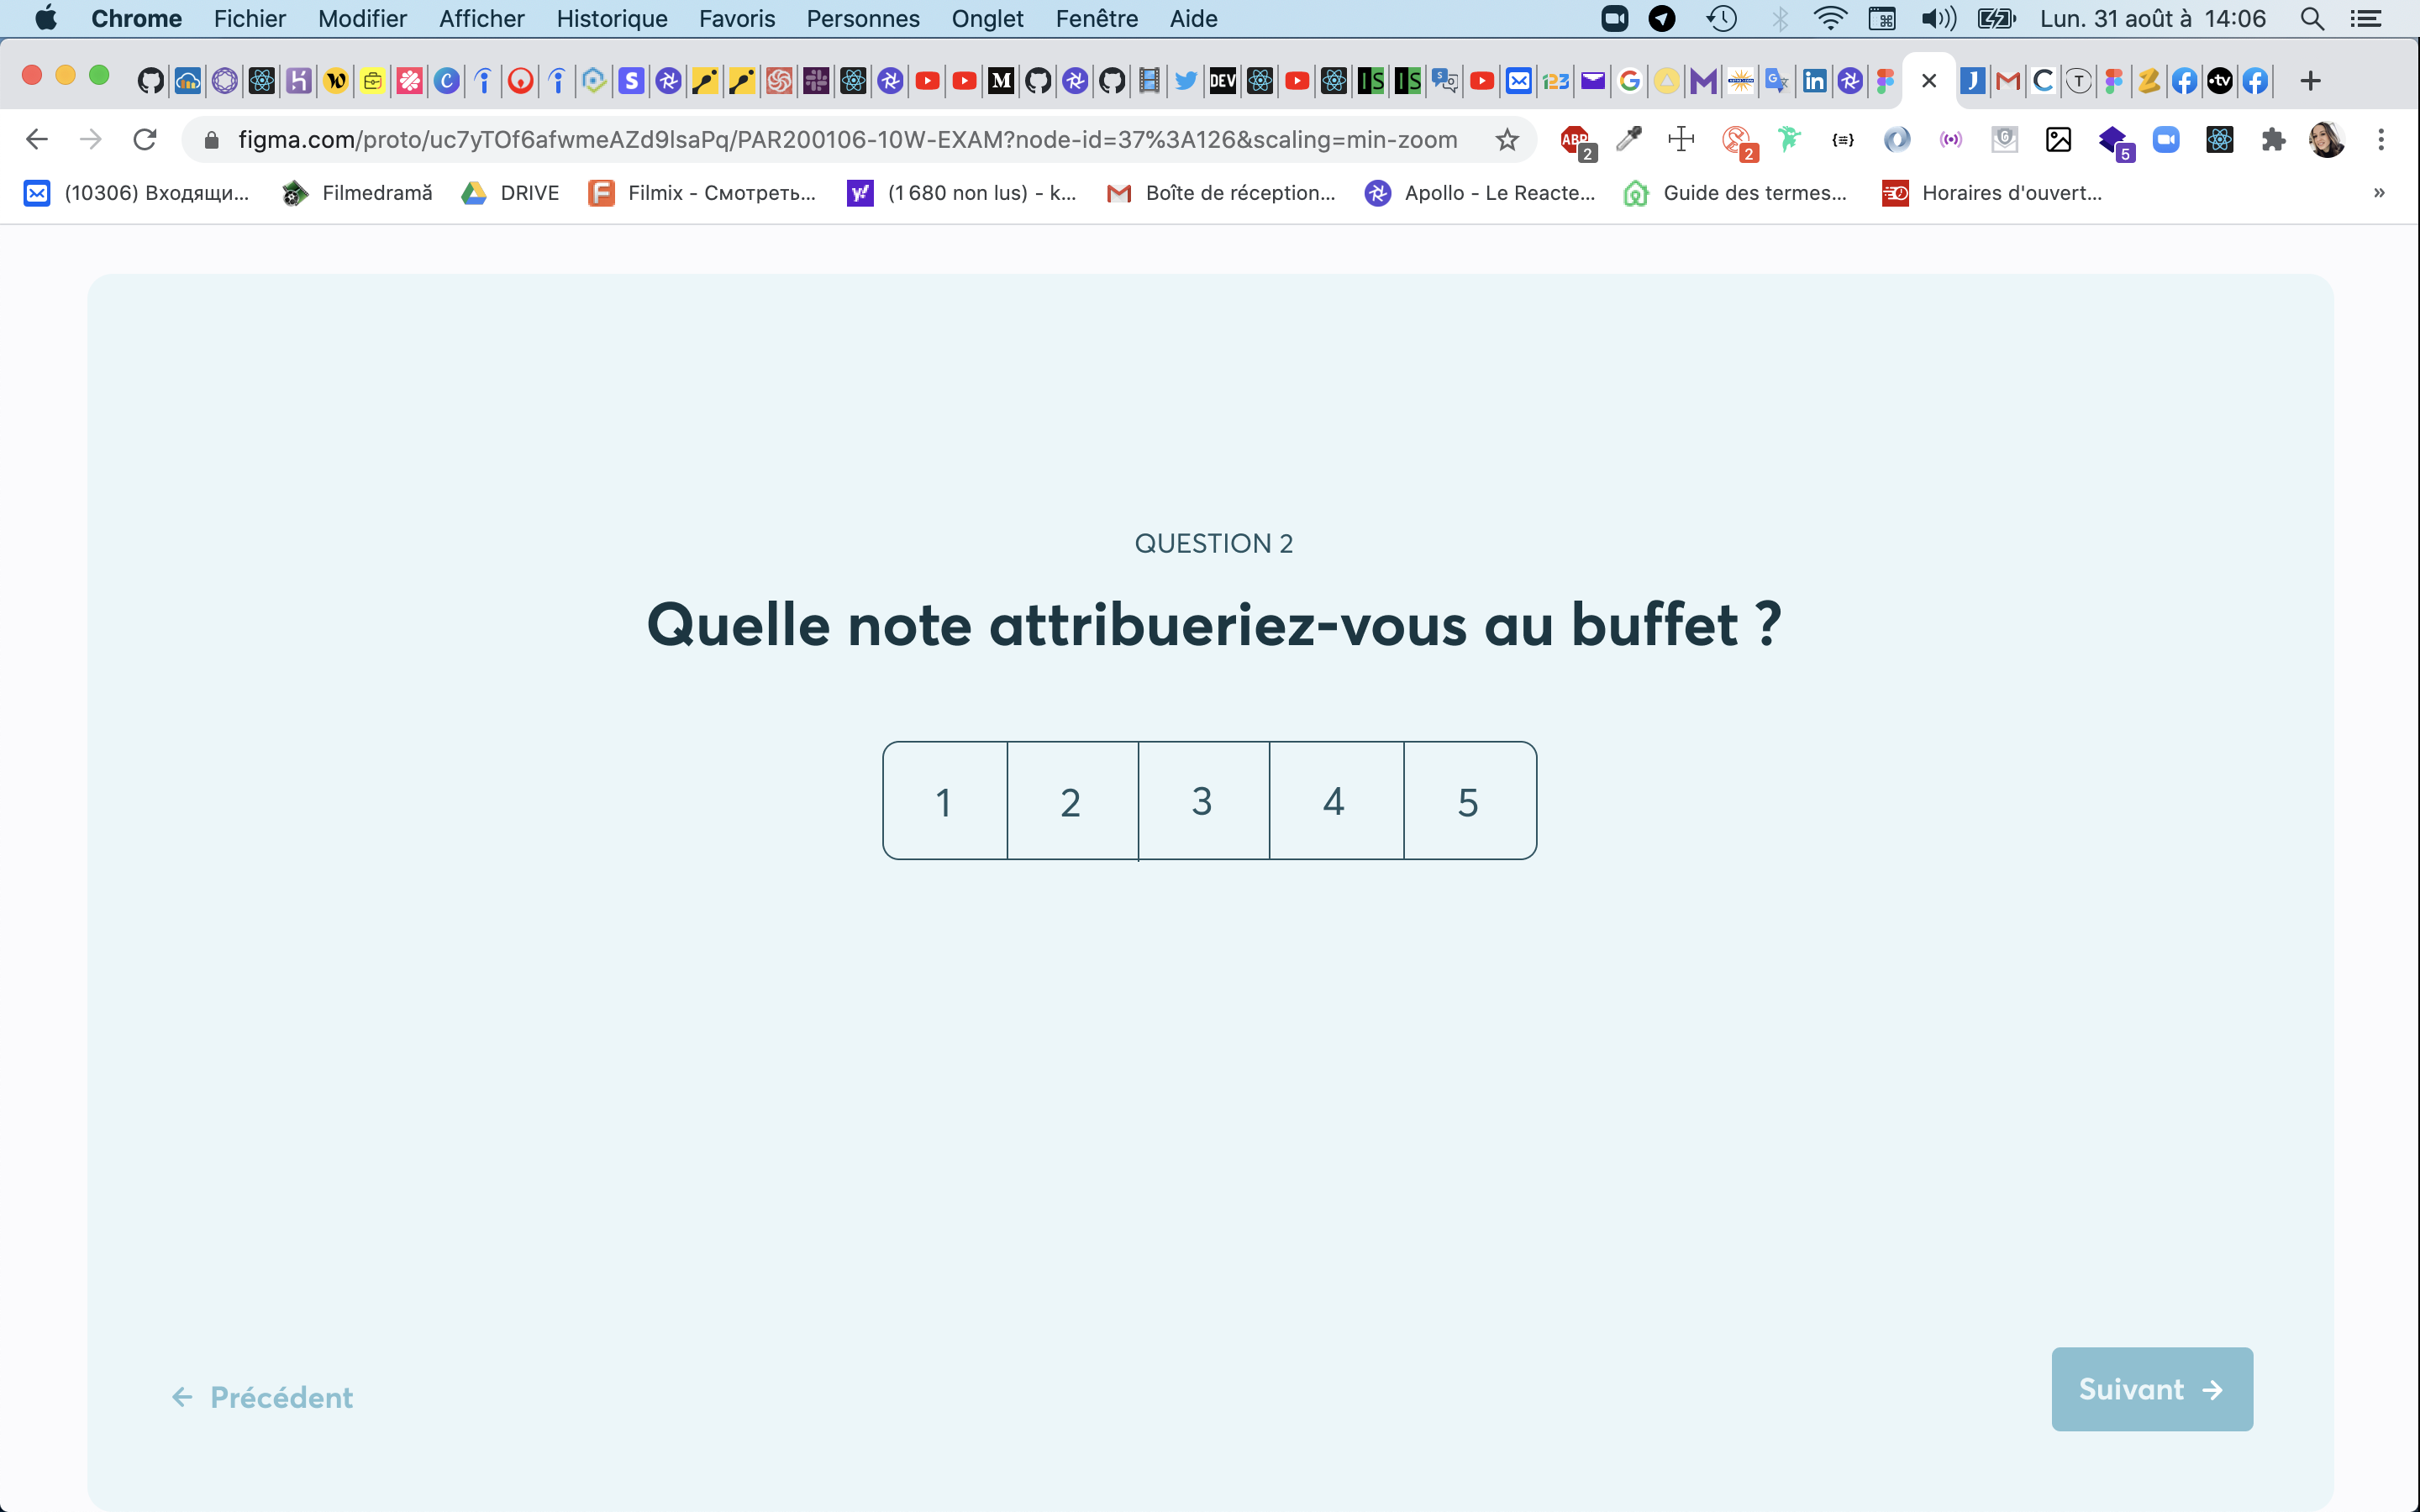 Chrome Fichier Modifier Afficher Historique Favoris Personnes Onglet Fenêtre Aide Lun. 31 août à 14:06
figma.com/proto/uc7yTOf6afwmeAZd9lsaPq/PAR200106-10W-EXAM?node-id=37%3A126&scaling=min-zoom
(10306) Входящи... Filmedramă DRIVE Filmix - Смотреть... (1 680 non lus) - k... Boîte de réception... Apollo - Le Reacte... Guide des termes... Horaires d'ouvert... »
QUESTION 2
Quelle note attribueriez-vous au buffet ?
1 2 3 4 5
← Précédent
Suivant →